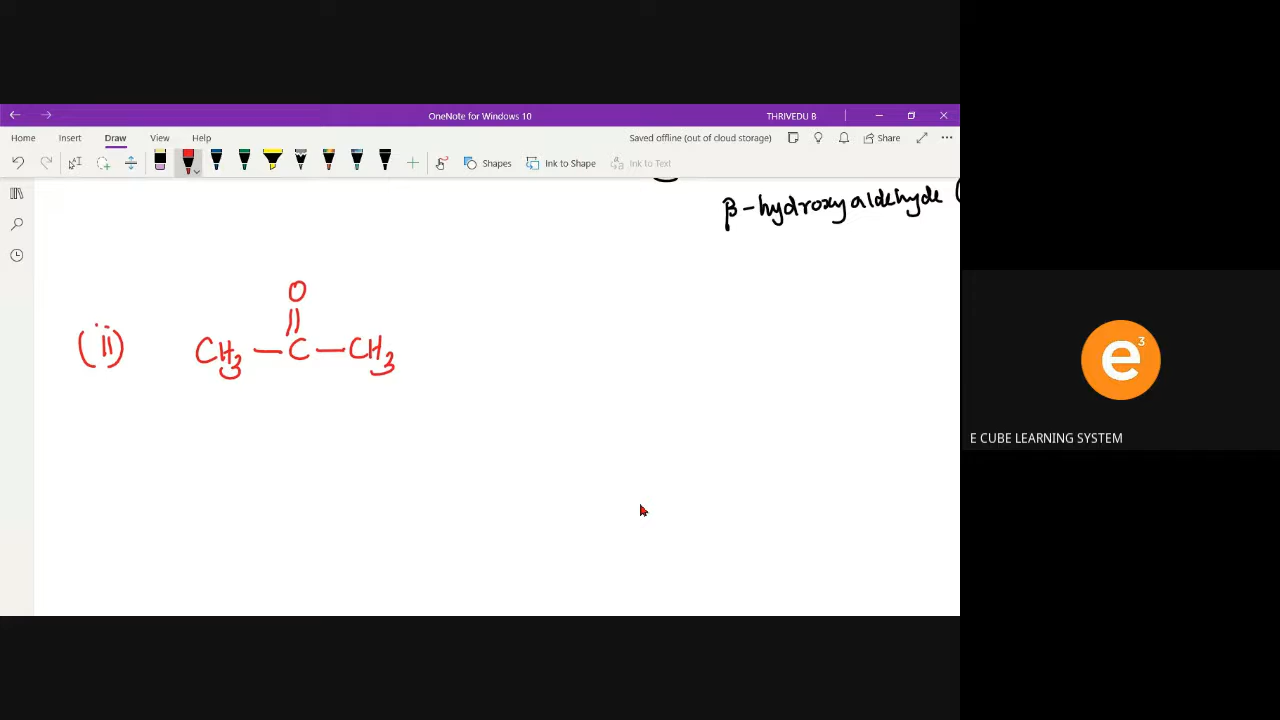 OneNote for Windows 10
THRIVEDU B
Home Insert Draw View Help
Saved offline (out of cloud storage)
Share
Shapes
Ink to Shape
Ink to Text
β-hydroxy aldehyde (
O
||
(ii) CH₃ — C — CH₃
e³
E CUBE LEARNING SYSTEM